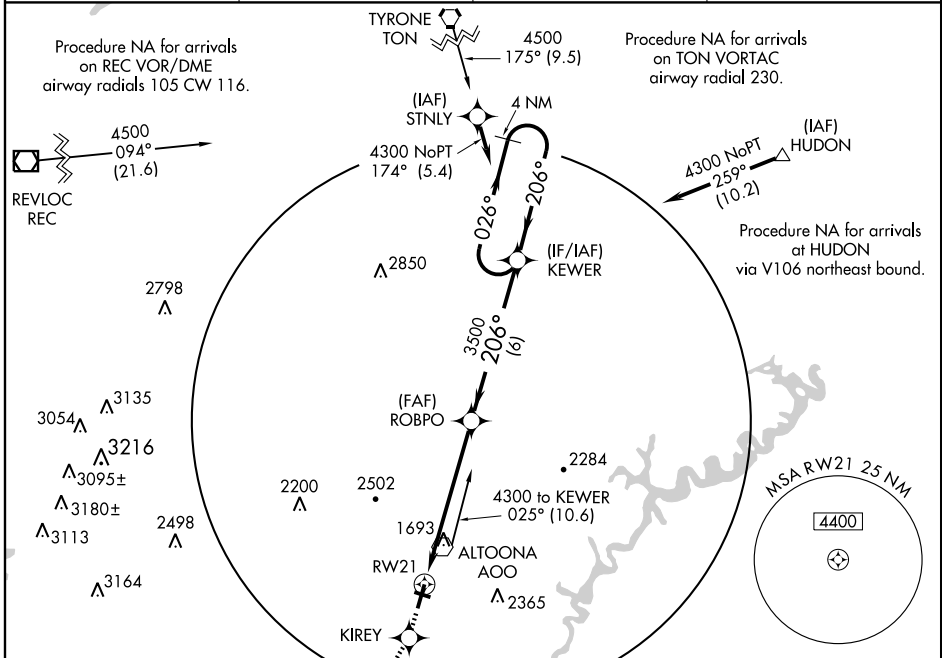 TYRONE
TON
4500
175° (9.5)
Procedure NA for arrivals
on REC VOR/DME
airway radials 105 CW 116.
Procedure NA for arrivals
on TON VORTAC
airway radial 230.
(IAF)
STNLY
4 NM
4300 NoPT
174° (5.4)
4500
094°
(21.6)
REVLOC
REC
(IAF)
HUDON
4300 NoPT
259°
(10.2)
Procedure NA for arrivals
at HUDON
via V106 northeast bound.
026°
206°
(IF/IAF)
KEWER
2850
2798
3500
206°
(6)
3135
3054
3216
3095±
3180±
3113
2498
3164
(FAF)
ROBPO
2284
2200
2502
4300 to KEWER
025° (10.6)
1693
ALTOONA
AOO
RW21
2365
KIREY
MSA RW21 25 NM
4400